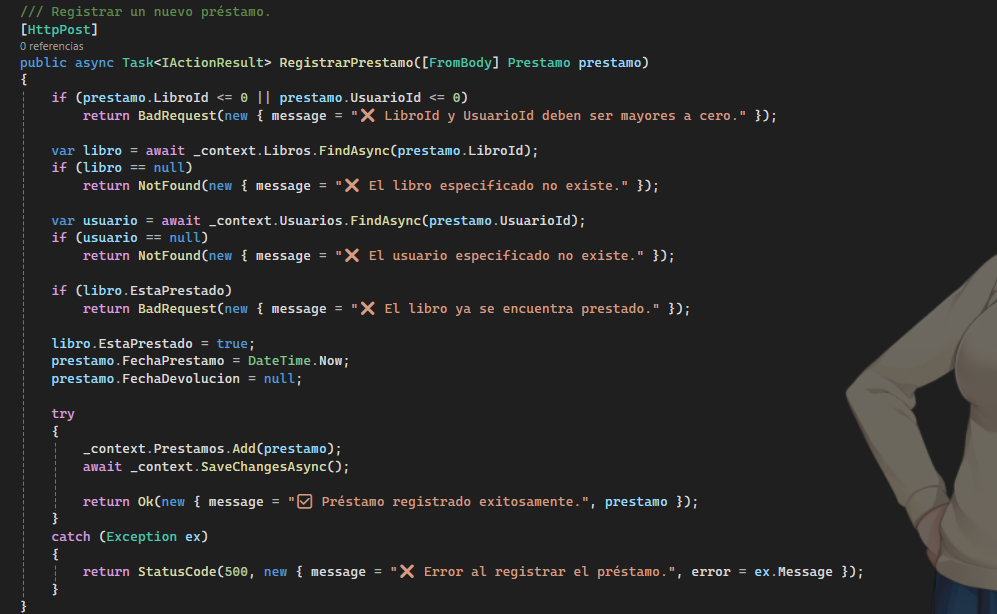 /// Registrar un nuevo préstamo.
[HttpPost]
0 referencias
public async Task<IActionResult> RegistrarPrestamo([FromBody] Prestamo prestamo)
{
    if (prestamo.LibroId <= 0 || prestamo.UsuarioId <= 0)
        return BadRequest(new { message = "❌ LibroId y UsuarioId deben ser mayores a cero." });

    var libro = await _context.Libros.FindAsync(prestamo.LibroId);
    if (libro == null)
        return NotFound(new { message = "❌ El libro especificado no existe." });

    var usuario = await _context.Usuarios.FindAsync(prestamo.UsuarioId);
    if (usuario == null)
        return NotFound(new { message = "❌ El usuario especificado no existe." });

    if (libro.EstaPrestado)
        return BadRequest(new { message = "❌ El libro ya se encuentra prestado." });

    libro.EstaPrestado = true;
    prestamo.FechaPrestamo = DateTime.Now;
    prestamo.FechaDevolucion = null;

    try
    {
        _context.Prestamos.Add(prestamo);
        await _context.SaveChangesAsync();

        return Ok(new { message = "☑ Préstamo registrado exitosamente.", prestamo });
    }
    catch (Exception ex)
    {
        return StatusCode(500, new { message = "❌ Error al registrar el préstamo.", error = ex.Message });
    }
}